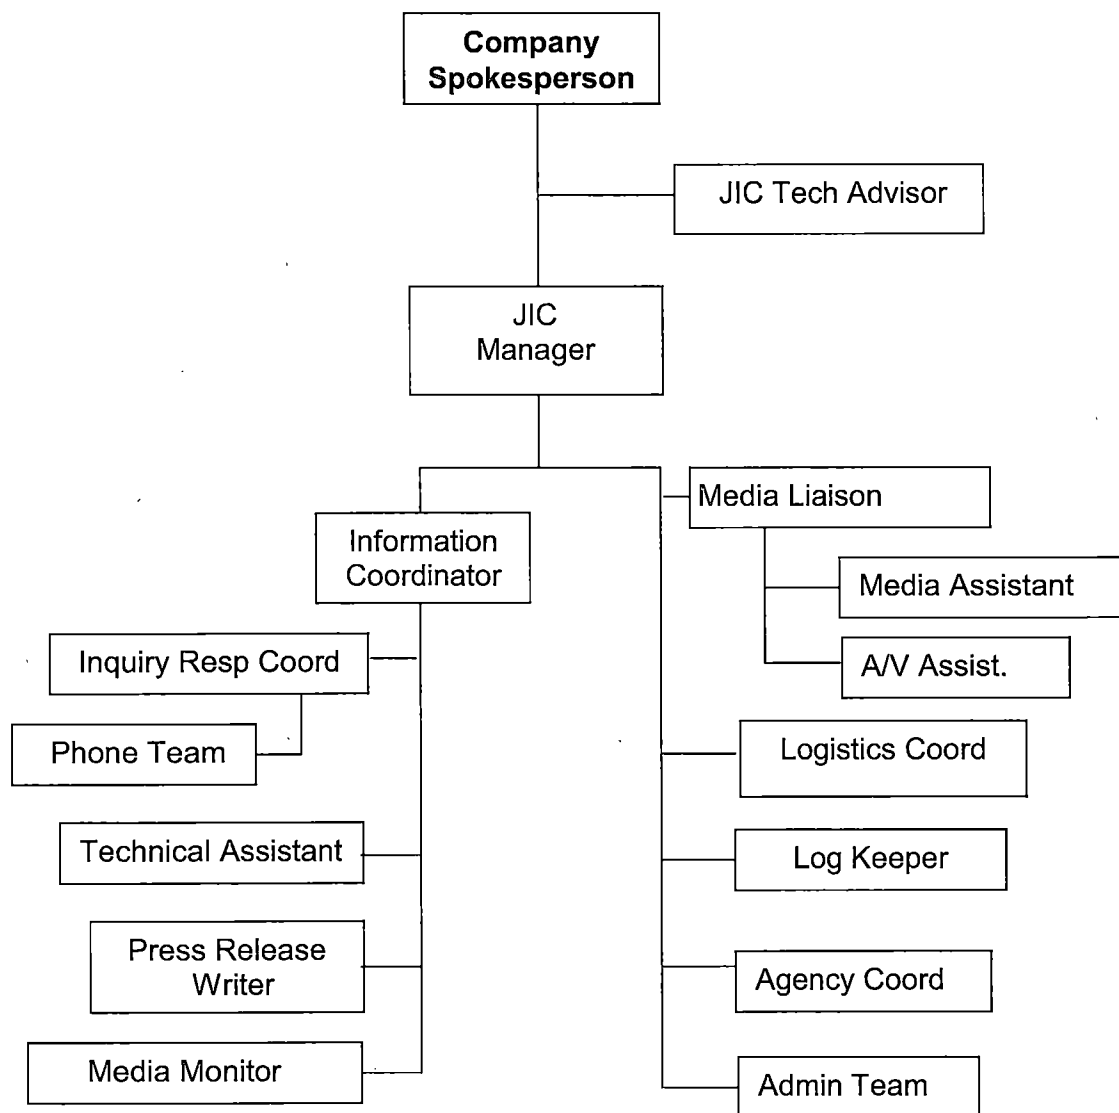 Company
Spokesperson
JIC Tech Advisor
JIC
Manager
Media Liaison
Information
Coordinator
Media Assistant
Inquiry Resp Coord
A/V Assist.
Phone Team
Logistics Coord
Technical Assistant
Log Keeper
Press Release
Writer
Agency Coord
Media Monitor
Admin Team